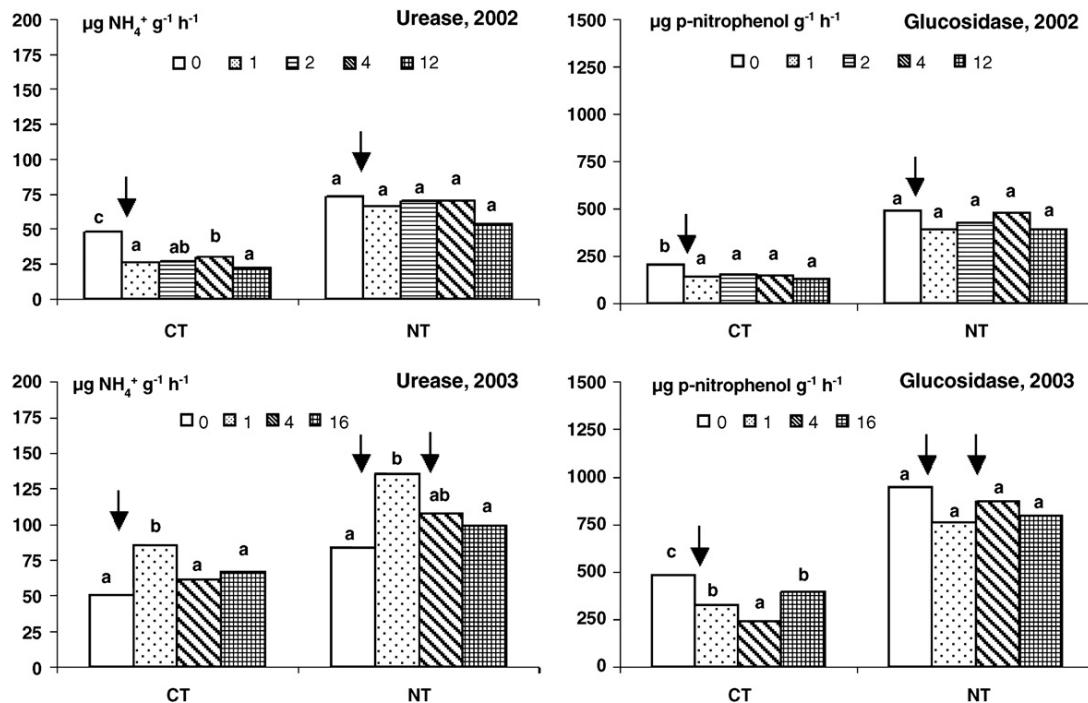 µg NH₄⁺ g⁻¹ h⁻¹ Urease, 2002
0 1 2 4 12
200
175
150
125
100
75
50
25
0
c a ab b a a a a a a
CT NT
µg p-nitrophenol g⁻¹ h⁻¹ Glucosidase, 2002
0 1 2 4 12
1500
1250
1000
750
500
250
0
b a a a a a a a a a
CT NT
µg NH₄⁺ g⁻¹ h⁻¹ Urease, 2003
0 1 4 16
200
175
150
125
100
75
50
25
0
a b a a a b ab a
CT NT
µg p-nitrophenol g⁻¹ h⁻¹ Glucosidase, 2003
0 1 4 16
1500
1250
1000
750
500
250
0
c b a b a a a a
CT NT